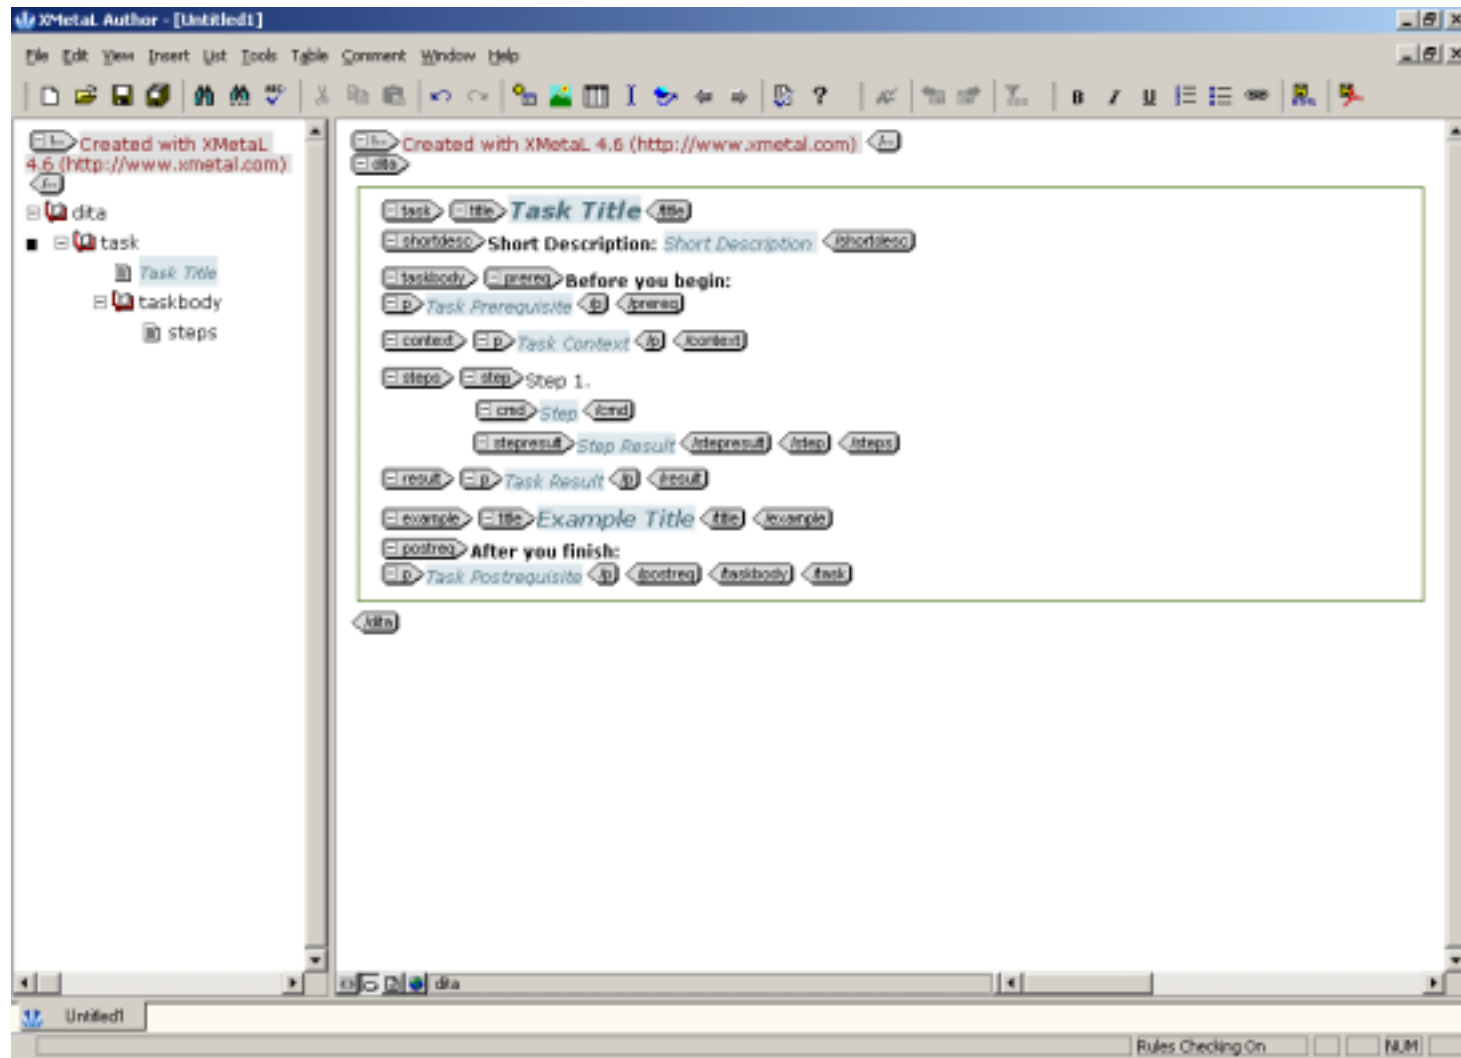 XMetaL Author - [Untitled1]
File Edit View Insert List Tools Table Comment Window Help
Created with XMetaL
4.6 (http://www.xmetal.com)
dita
task
Task Title
taskbody
steps
Created with XMetaL 4.6 (http://www.xmetal.com)
dita
task title Task Title /title
shortdesc Short Description: Short Description /shortdesc
taskbody prereq Before you begin:
p Task Prerequisite /p /prereq
context p Task Context /p /context
steps step Step 1.
cmd Step /cmd
stepresult Step Result /stepresult /step /steps
result p Task Result /p /result
example title Example Title /title /example
postreq After you finish:
p Task Postrequisite /p /postreq /taskbody /task
/dita
dita
Untitled1
Rules Checking On NUM